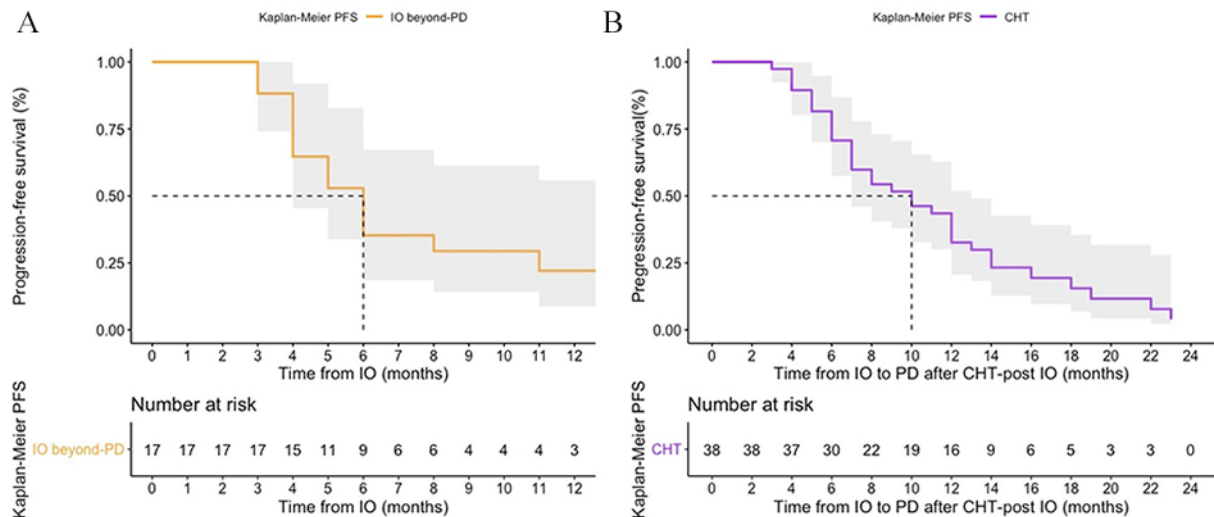 A
Kaplan-Meier PFS IO beyond-PD
Progression-free survival (%)
1.00
0.75
0.50
0.25
0.00
0 1 2 3 4 5 6 7 8 9 10 11 12
Time from IO (months)
Number at risk
Kaplan-Meier PFS
IO beyond-PD 17 17 17 17 15 11 9 6 6 4 4 4 3
0 1 2 3 4 5 6 7 8 9 10 11 12
Time from IO (months)
B
Kaplan-Meier PFS CHT
Pregression-free survival(%)
1.00
0.75
0.50
0.25
0.00
0 2 4 6 8 10 12 14 16 18 20 22 24
Time from IO to PD after CHT-post IO (months)
Number at risk
Kaplan-Meier PFS
CHT 38 38 37 30 22 19 16 9 6 5 3 3 0
0 2 4 6 8 10 12 14 16 18 20 22 24
Time from IO to PD after CHT-post IO (months)